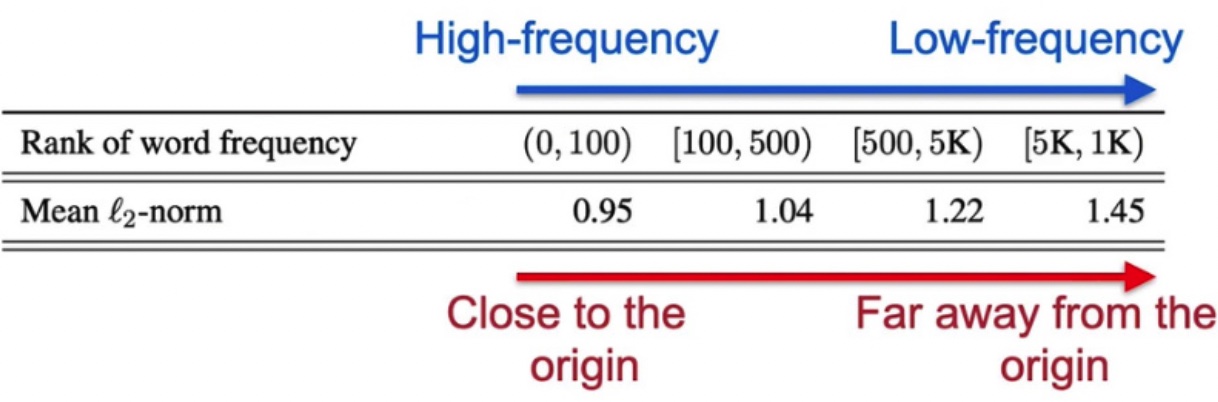 High-frequency Low-frequency
Rank of word frequency (0, 100) [100, 500) [500, 5K) [5K, 1K)
Mean ℓ2-norm 0.95 1.04 1.22 1.45
Close to the Far away from the
origin origin